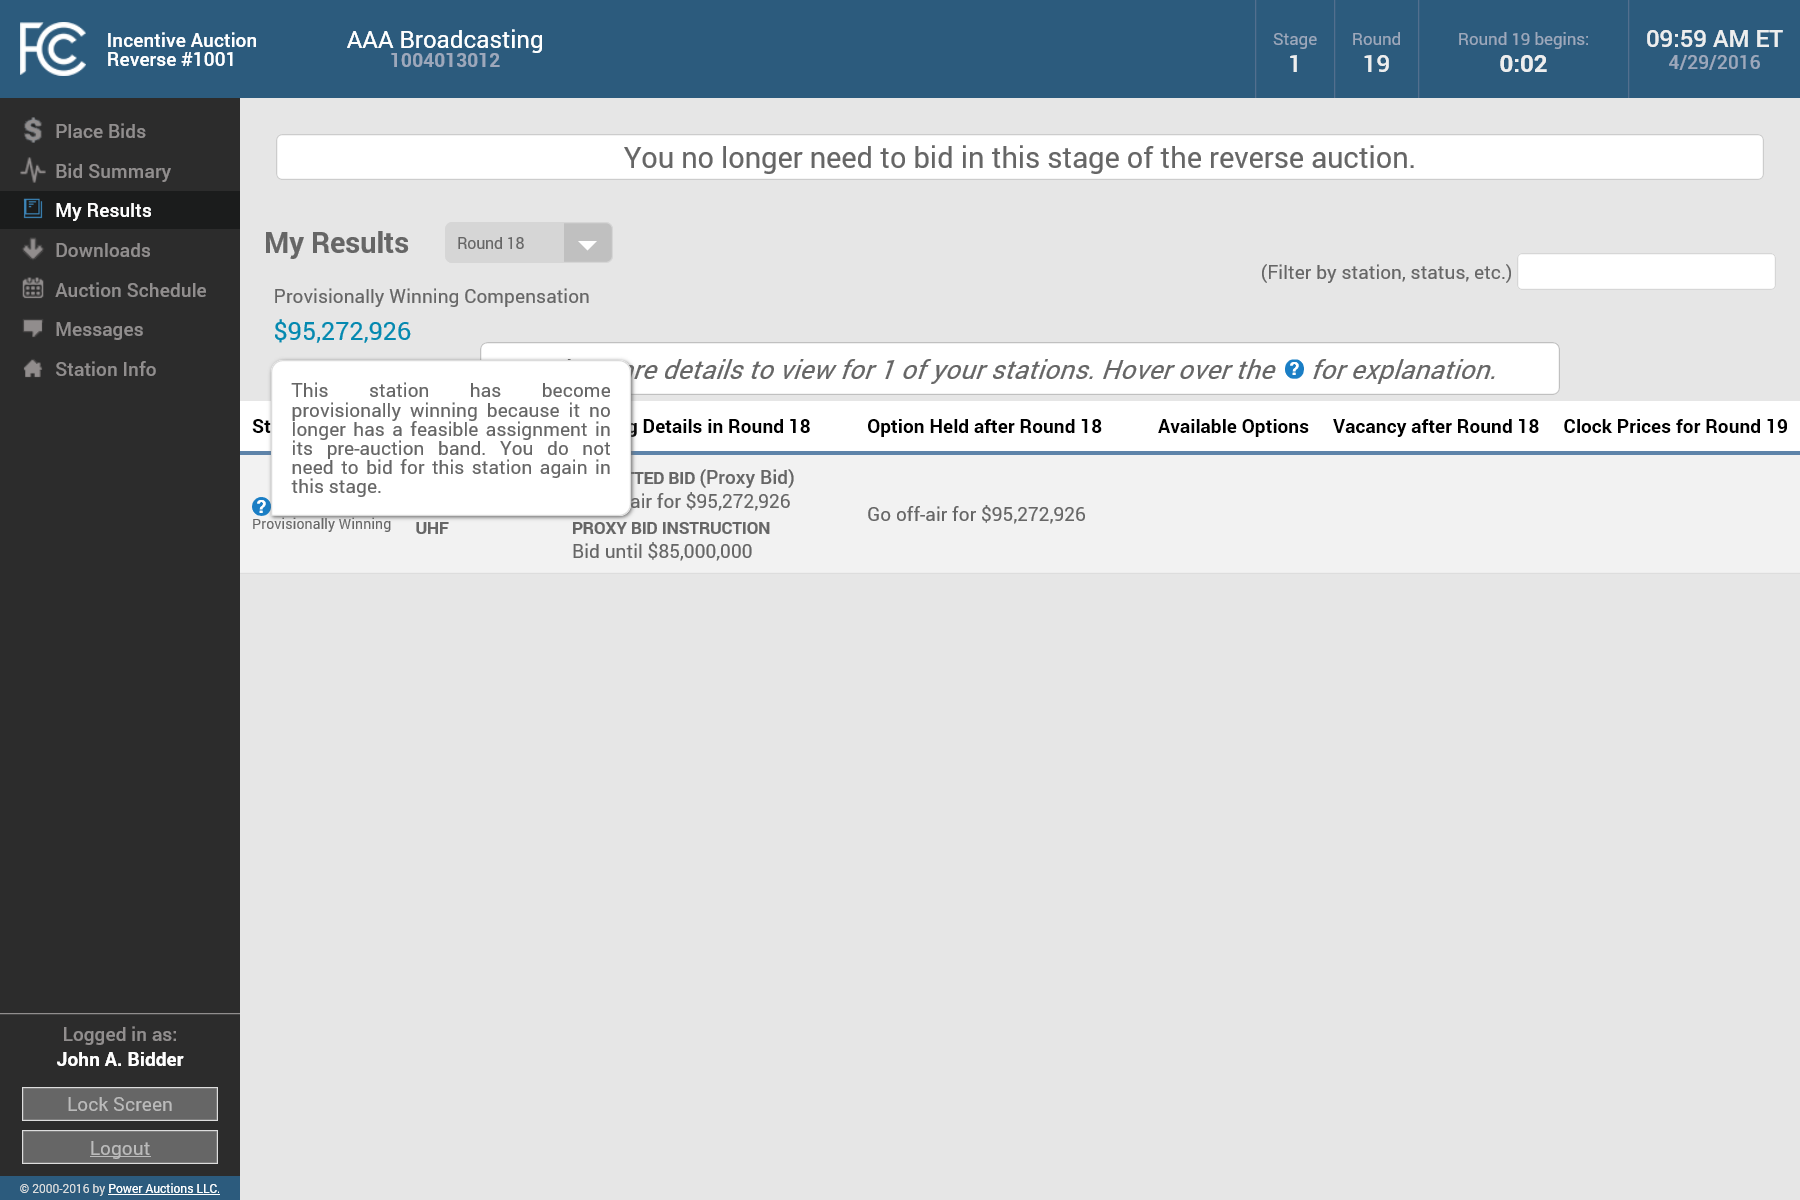 FCC
Incentive Auction
Reverse #1001
AAA Broadcasting
1004013012
Stage
1
Round
19
Round 19 begins:
0:02
09:59 AM ET
4/29/2016
Place Bids
Bid Summary
My Results
Downloads
Auction Schedule
Messages
Station Info
You no longer need to bid in this stage of the reverse auction.
My Results
Round 18
(Filter by station, status, etc.)
Provisionally Winning Compensation
$95,272,926
details to view for 1 of your stations. Hover over the ? for explanation.
This station has become
provisionally winning because it no
longer has a feasible assignment in
its pre-auction band. You do not
need to bid for this station again in
this stage.
Details in Round 18
Option Held after Round 18
Available Options
Vacancy after Round 18
Clock Prices for Round 19
?
Provisionally Winning
UHF
BID (Proxy Bid)
air for $95,272,926
PROXY BID INSTRUCTION
Bid until $85,000,000
Go off-air for $95,272,926
Logged in as:
John A. Bidder
Lock Screen
Logout
© 2000-2016 by Power Auctions LLC.